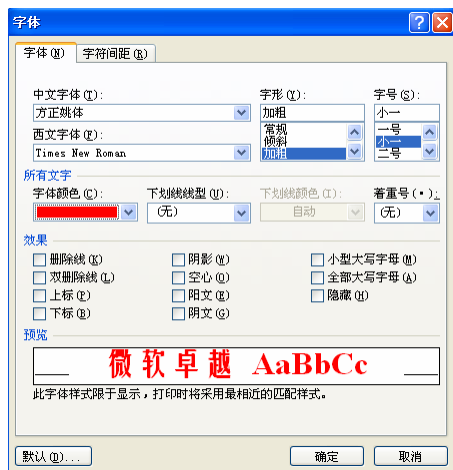 字体
字体(N) 字符间距(R)
中文字体(T): 字形(Y): 字号(S):
方正姚体 加粗 小一
西文字体(F): 常规 一号
倾斜 小一
Times New Roman 加粗 二号
所有文字
字体颜色(C): 下划线线型(U): 下划线颜色(I): 着重号(·):
(无) 自动 (无)
效果
删除线(K) 阴影(W) 小型大写字母(M)
双删除线(L) 空心(O) 全部大写字母(A)
上标(P) 阳文(E) 隐藏(H)
下标(B) 阴文(G)
预览
微软卓越 AaBbCc
此字体样式限于显示,打印时将采用最相近的匹配样式。
默认(D)... 确定 取消